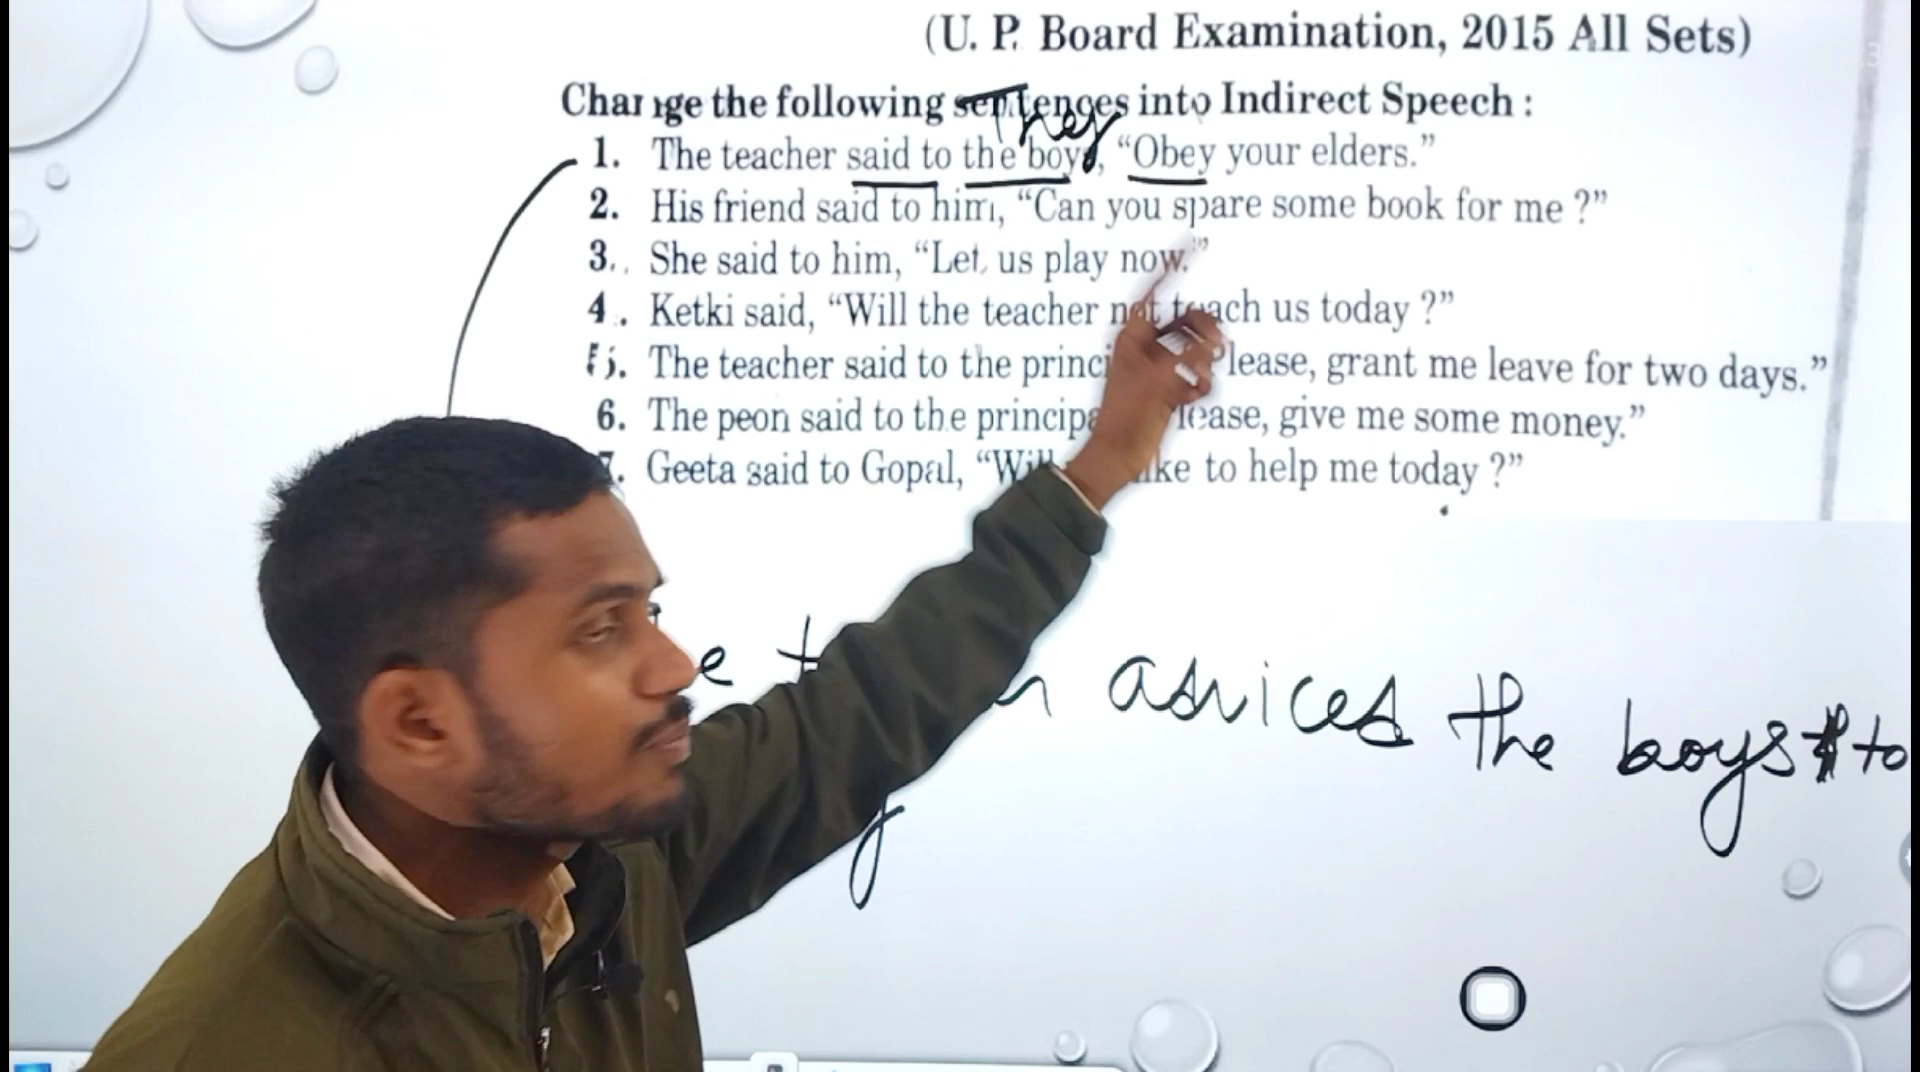 (U. P. Board Examination, 2015 All Sets)
Change the following sentences into Indirect Speech :
They
1. The teacher said to the boys, “Obey your elders.”
2. His friend said to him, “Can you spare some book for me ?”
3. She said to him, “Let us play now.”
4. Ketki said, “Will the teacher not teach us today ?”
5. The teacher said to the princi Please, grant me leave for two days.”
6. The peon said to the principa lease, give me some money.”
7. Geeta said to Gopal, “Will ke to help me today ?”
advices the boys to